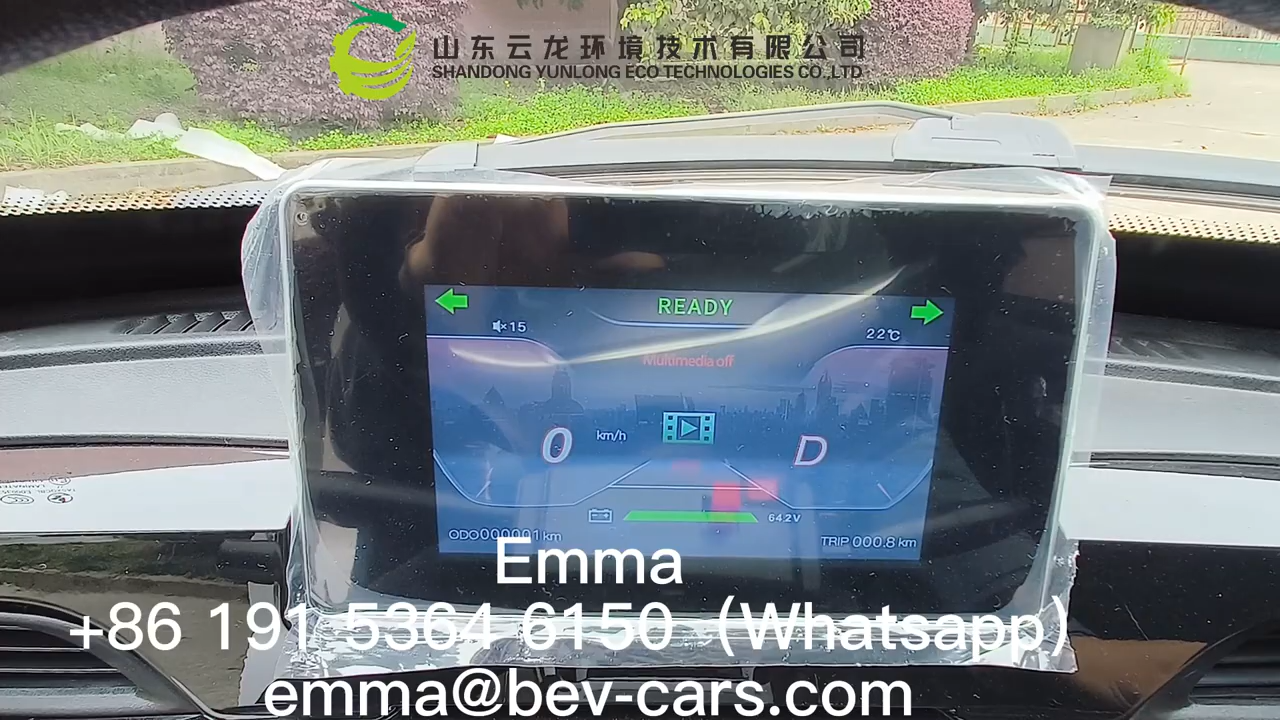 山东云龙环境技术有限公司
SHANDONG YUNLONG ECO TECHNOLOGIES CO.,LTD
READY
15
22℃
Multimedia off
0 km/h
D
64.2V
ODO000001 km
TRIP 000.8 km
Emma
+86 191 5364 6150（Whatsapp）
emma@bev-cars.com